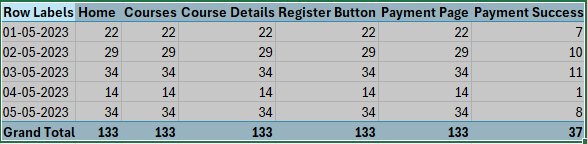 Row Labels Home Courses Course Details Register Button Payment Page Payment Success
01-05-2023 22 22 22 22 22 7
02-05-2023 29 29 29 29 29 10
03-05-2023 34 34 34 34 34 11
04-05-2023 14 14 14 14 14 1
05-05-2023 34 34 34 34 34 8
Grand Total 133 133 133 133 133 37